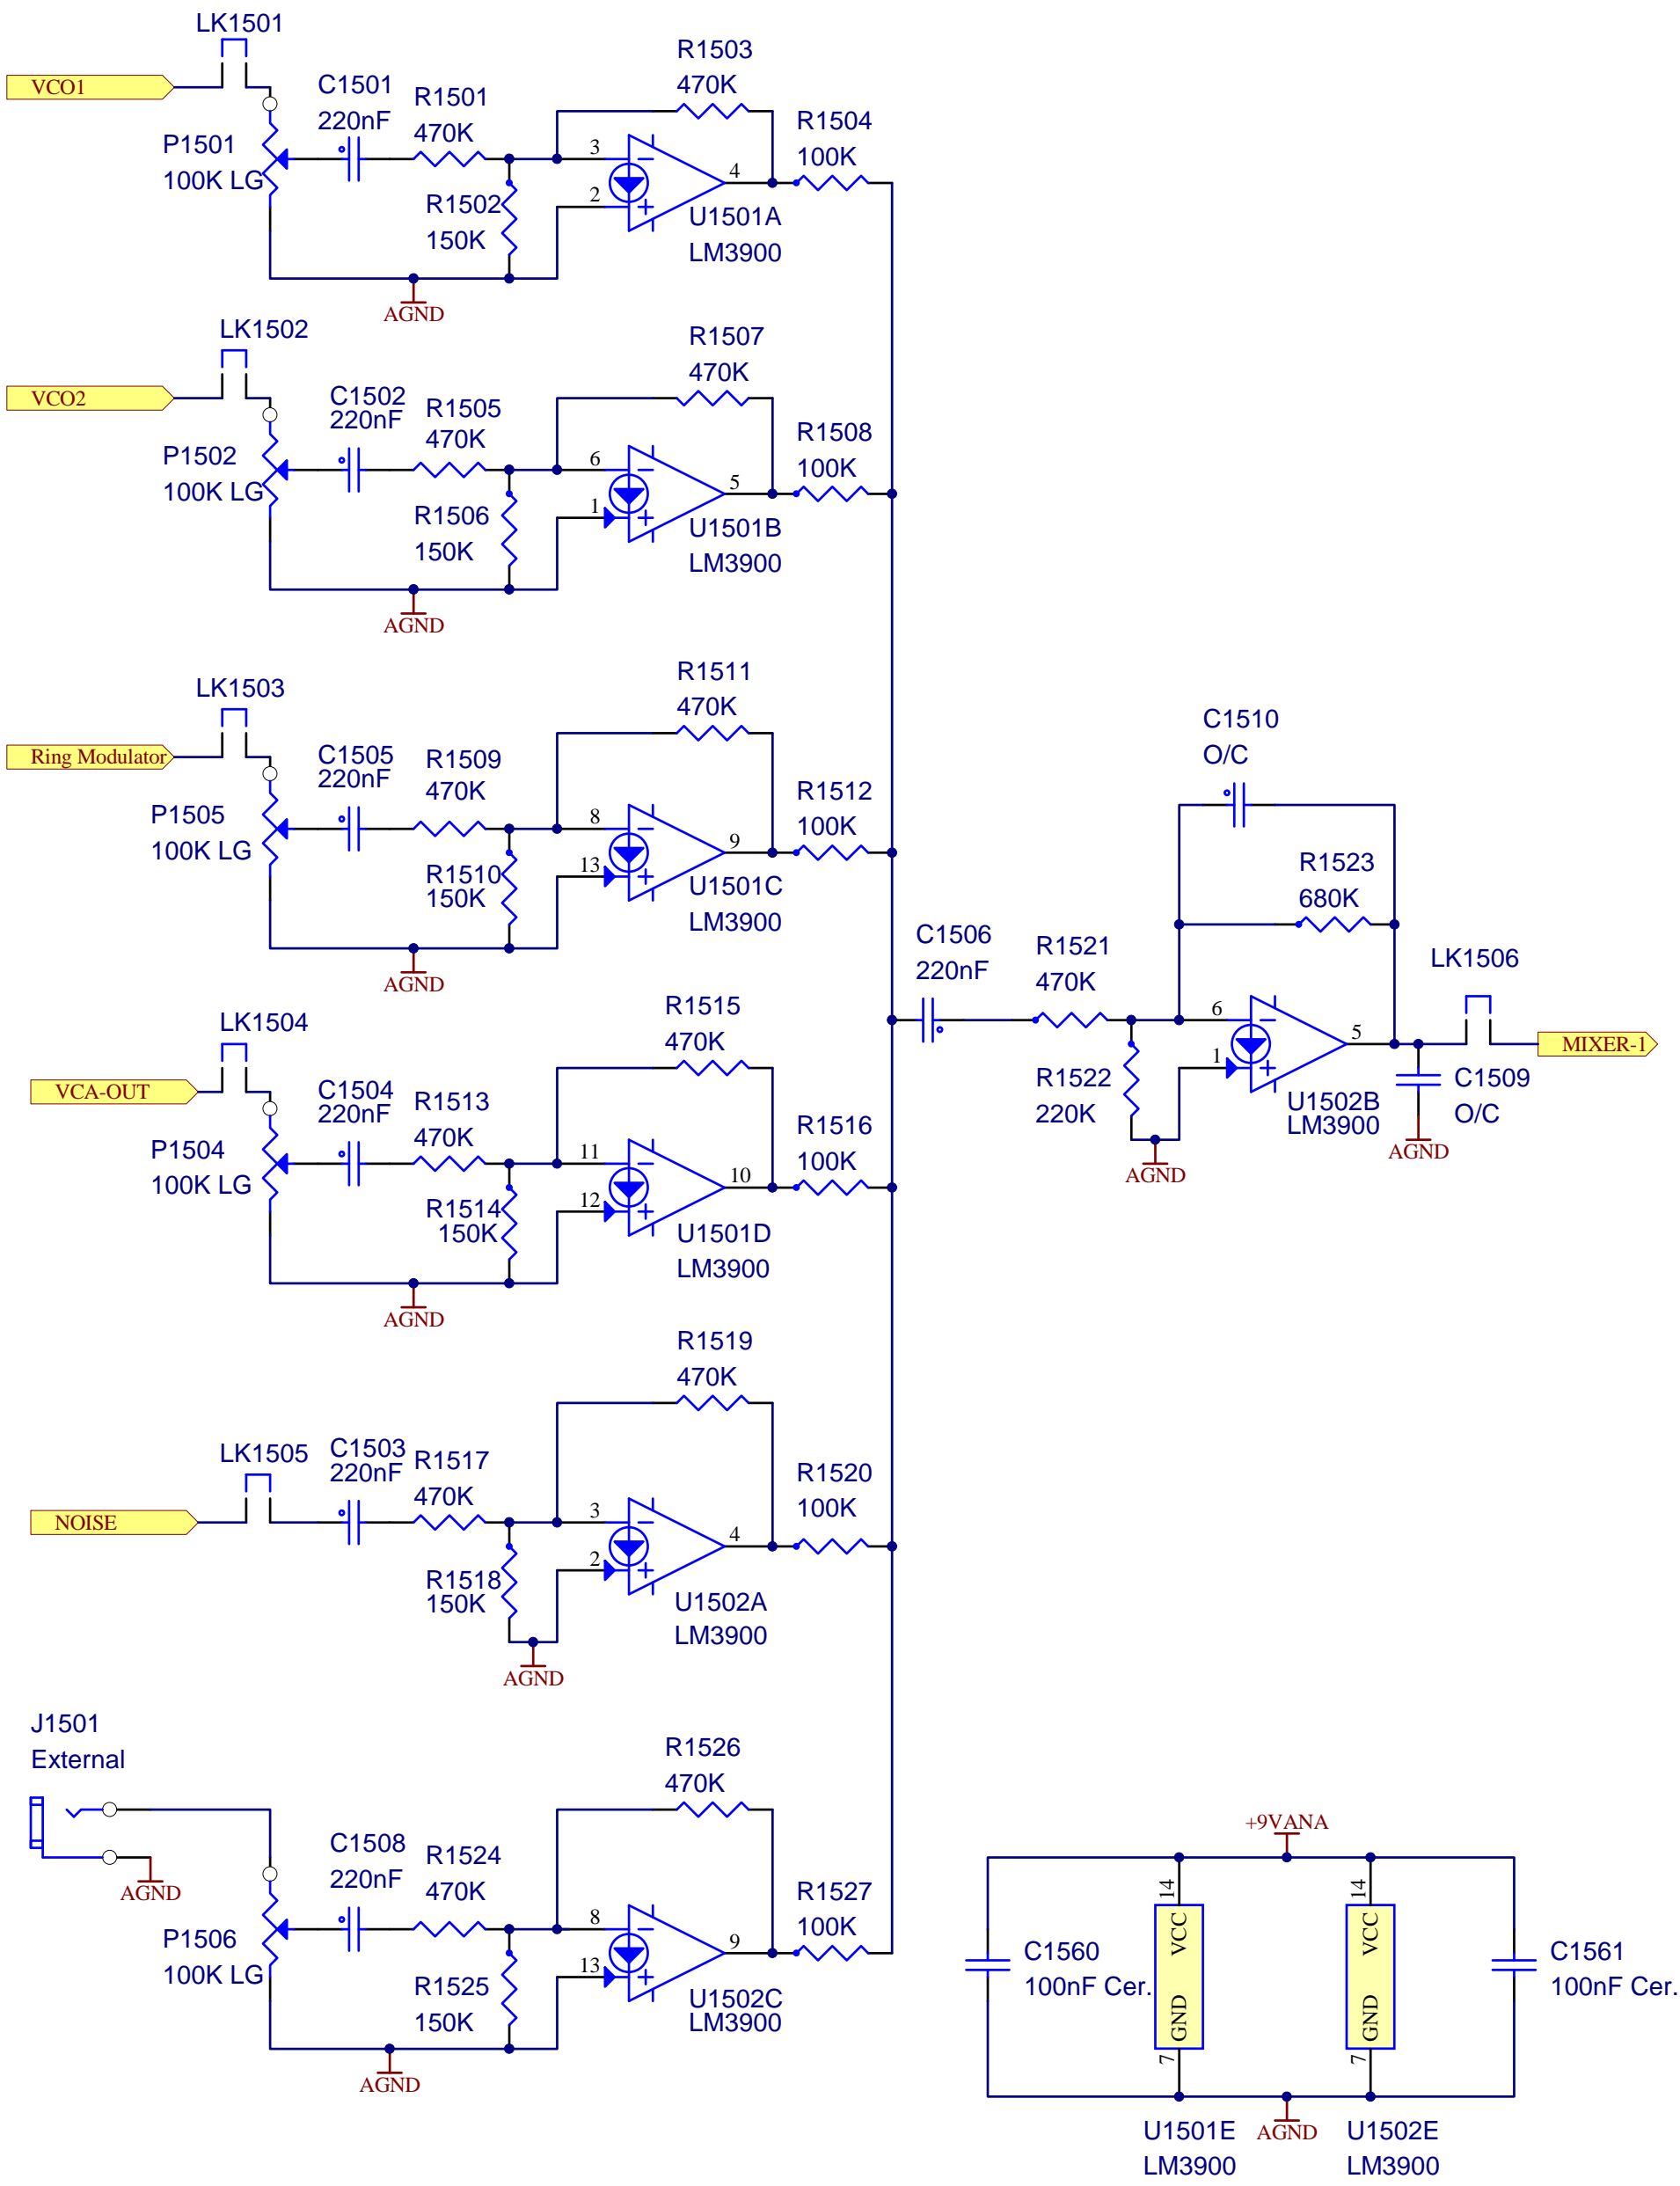 LK1501
VCO1
P1501
100K LG
C1501
220nF
R1501
470K
R1502
150K
R1503
470K
3
2
4
U1501A
LM3900
R1504
100K
AGND
LK1502
VCO2
P1502
100K LG
C1502
220nF
R1505
470K
R1506
150K
R1507
470K
6
1
5
U1501B
LM3900
R1508
100K
AGND
LK1503
Ring Modulator
P1505
100K LG
C1505
220nF
R1509
470K
R1510
150K
R1511
470K
8
13
9
U1501C
LM3900
R1512
100K
AGND
LK1504
VCA-OUT
P1504
100K LG
C1504
220nF
R1513
470K
R1514
150K
R1515
470K
11
12
10
U1501D
LM3900
R1516
100K
AGND
LK1505
NOISE
C1503
220nF
R1517
470K
R1518
150K
R1519
470K
3
2
4
U1502A
LM3900
R1520
100K
AGND
J1501
External
AGND
P1506
100K LG
C1508
220nF
R1524
470K
R1525
150K
R1526
470K
8
13
9
U1502C
LM3900
R1527
100K
AGND
C1506
220nF
R1521
470K
R1522
220K
AGND
C1510
O/C
R1523
680K
6
1
5
U1502B
LM3900
LK1506
MIXER-1
C1509
O/C
AGND
+9VANA
C1560
100nF Cer.
14
VCC
GND
7
14
VCC
GND
7
C1561
100nF Cer.
U1501E
LM3900
AGND
U1502E
LM3900